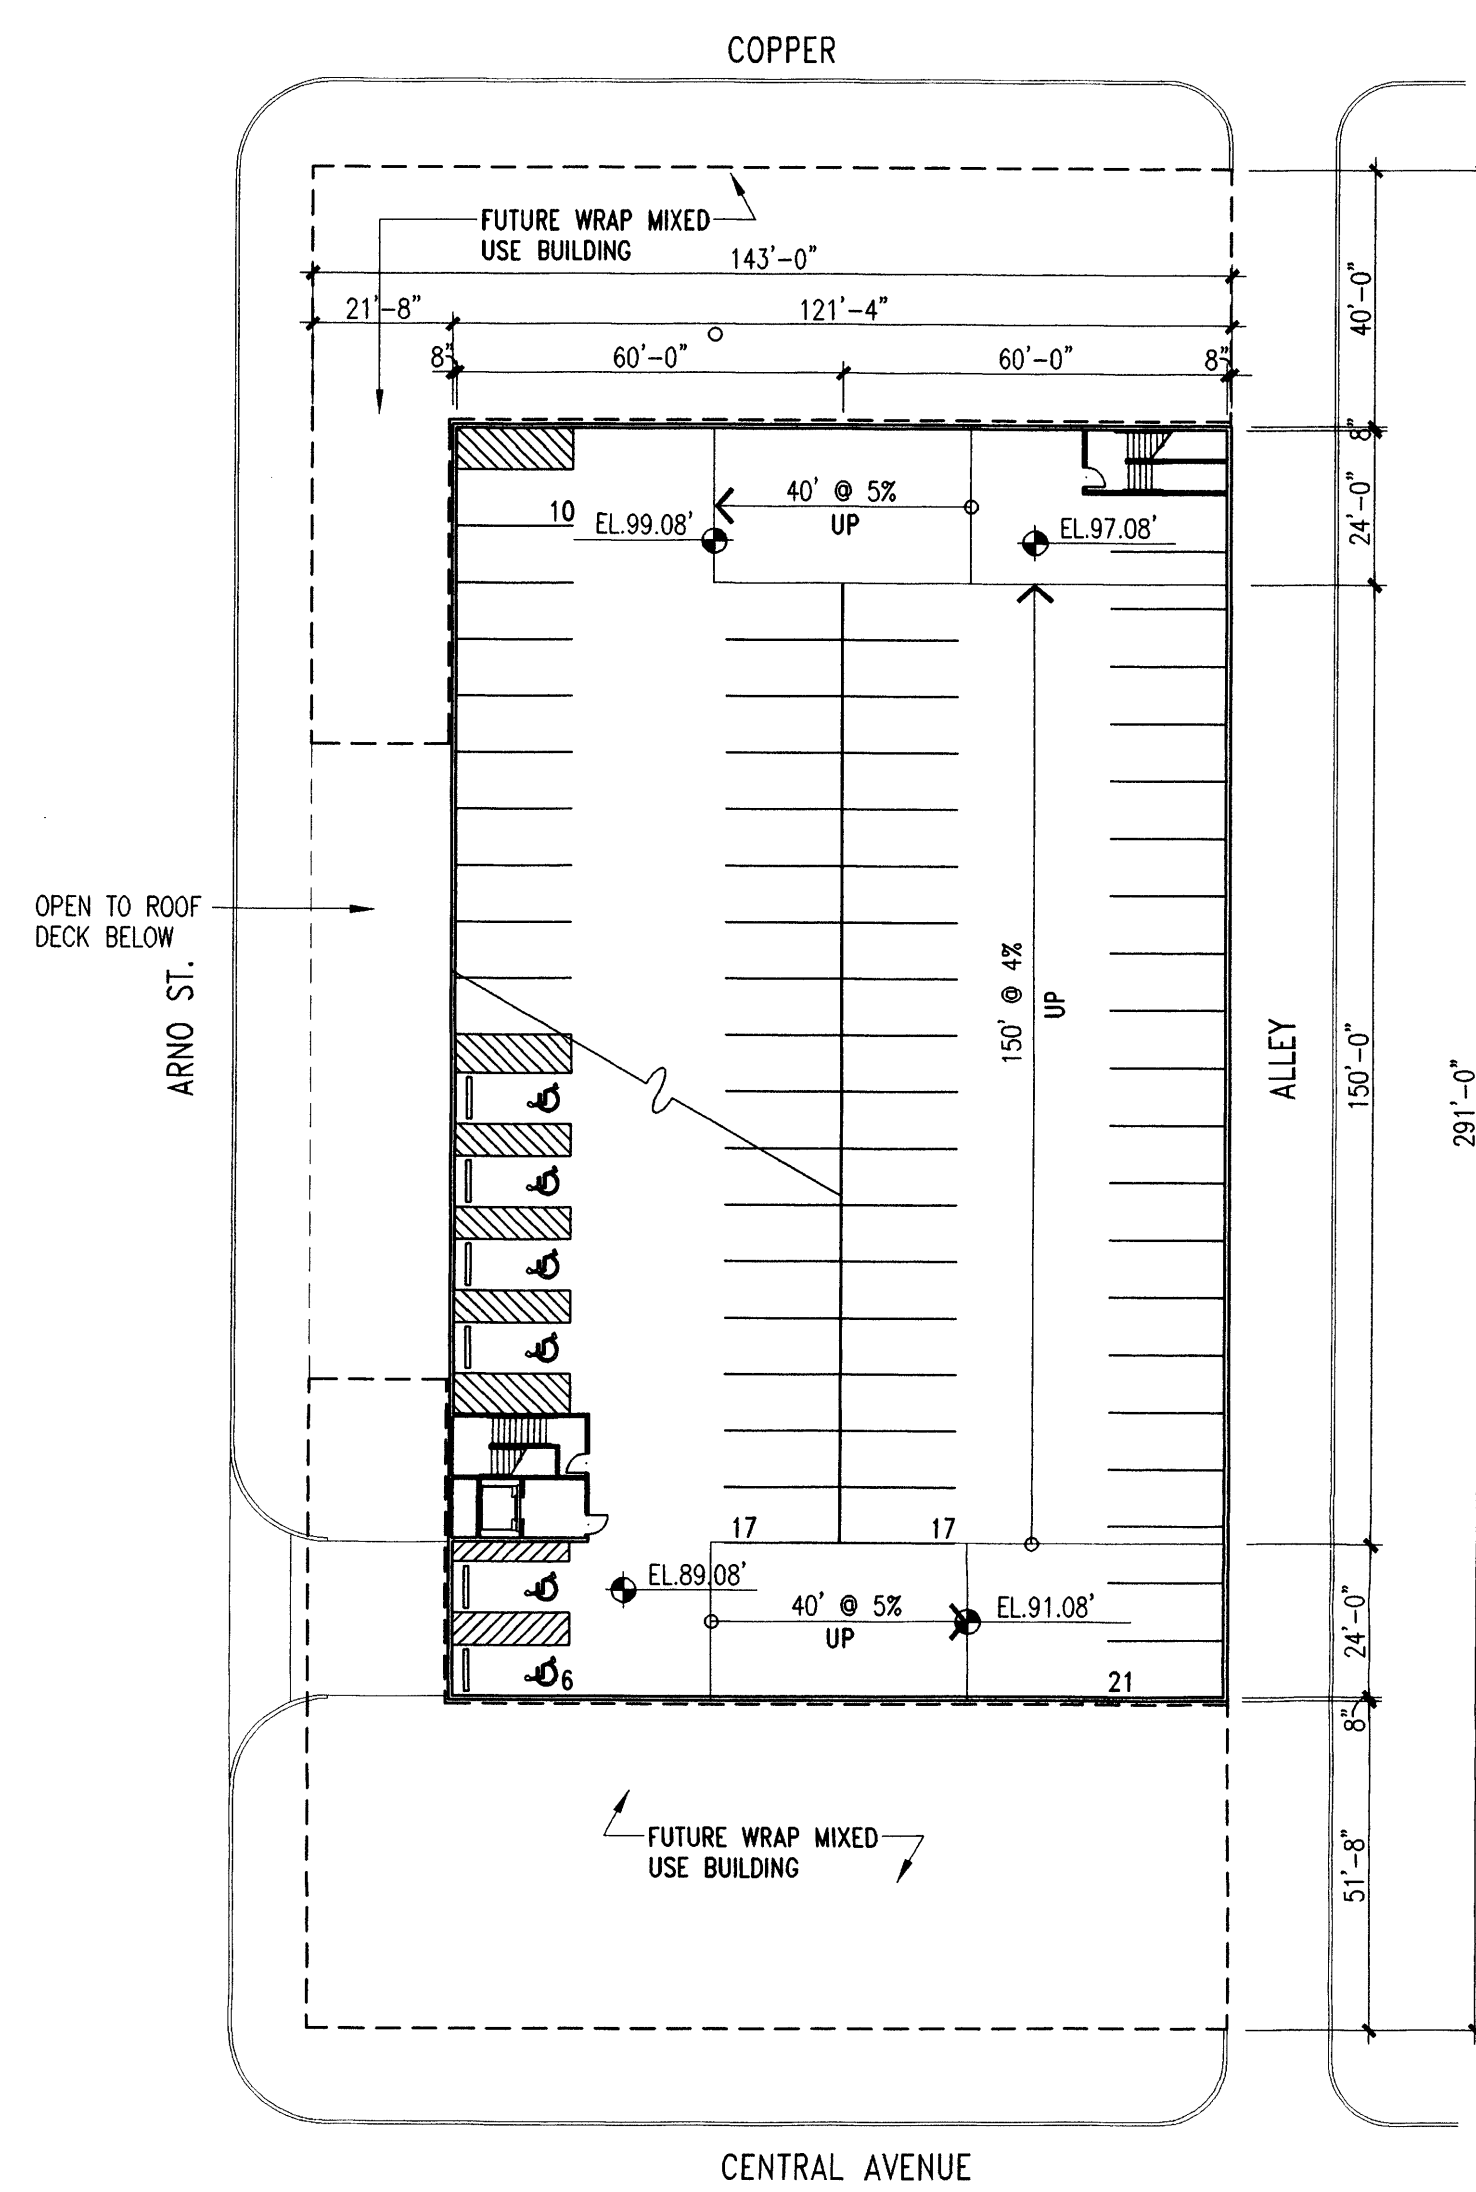 COPPER
FUTURE WRAP MIXED
USE BUILDING
143'-0"
21'-8"
121'-4"
8"
60'-0"
60'-0"
8"
40'-0"
8"
24'-0"
40' @ 5%
UP
10
EL.99.08'
EL.97.08'
OPEN TO ROOF
DECK BELOW
ARNO ST.
150' @ 4%
UP
ALLEY
150'-0"
291'-0"
17
17
EL.89.08'
40' @ 5%
UP
EL.91.08'
6
21
24'-0"
8"
FUTURE WRAP MIXED
USE BUILDING
51'-8"
CENTRAL AVENUE